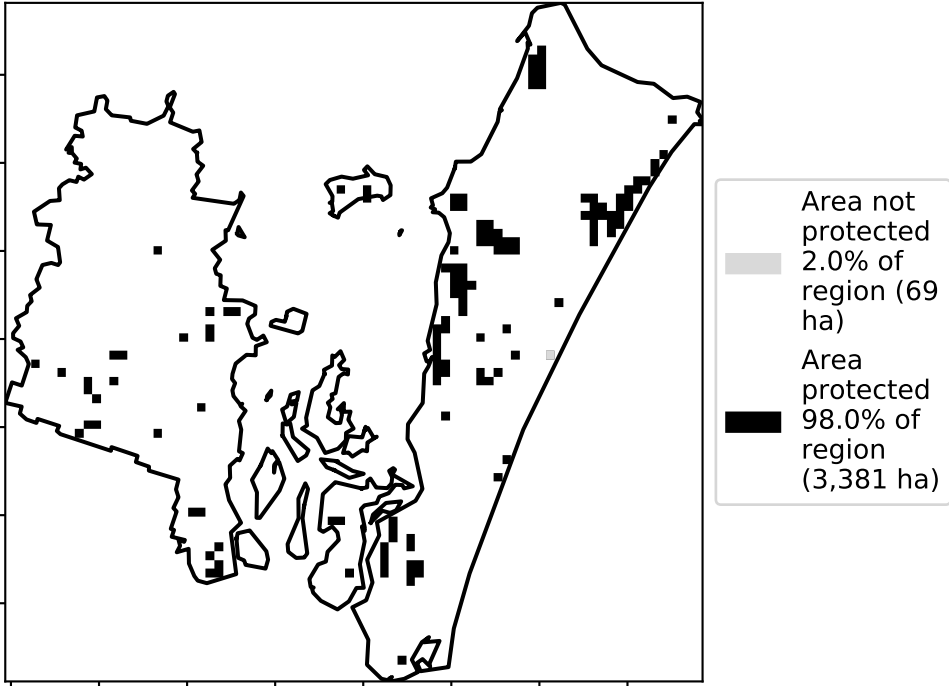 Area not
protected
2.0% of
region (69
ha)
Area
protected
98.0% of
region
(3,381 ha)